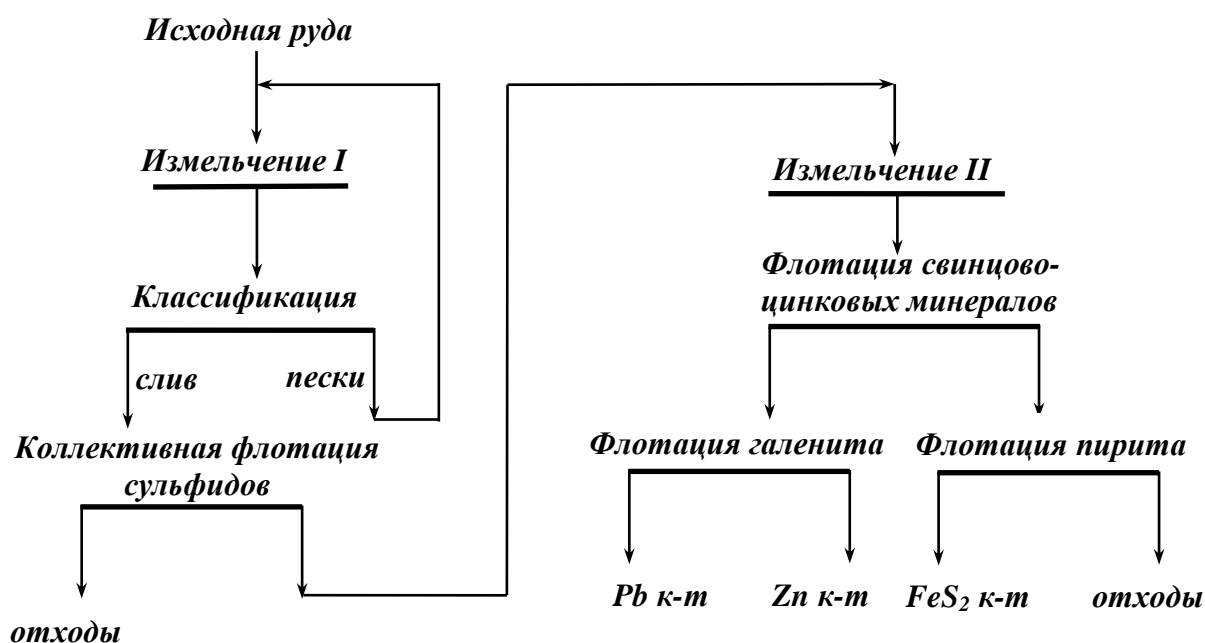 Исходная руда
Измельчение I
Классификация
слив
пески
Коллективная флотация
сульфидов
отходы
Измельчение II
Флотация свинцово-
цинковых минералов
Флотация галенита
Флотация пирита
Pb к-т
Zn к-т
FeS₂ к-т
отходы